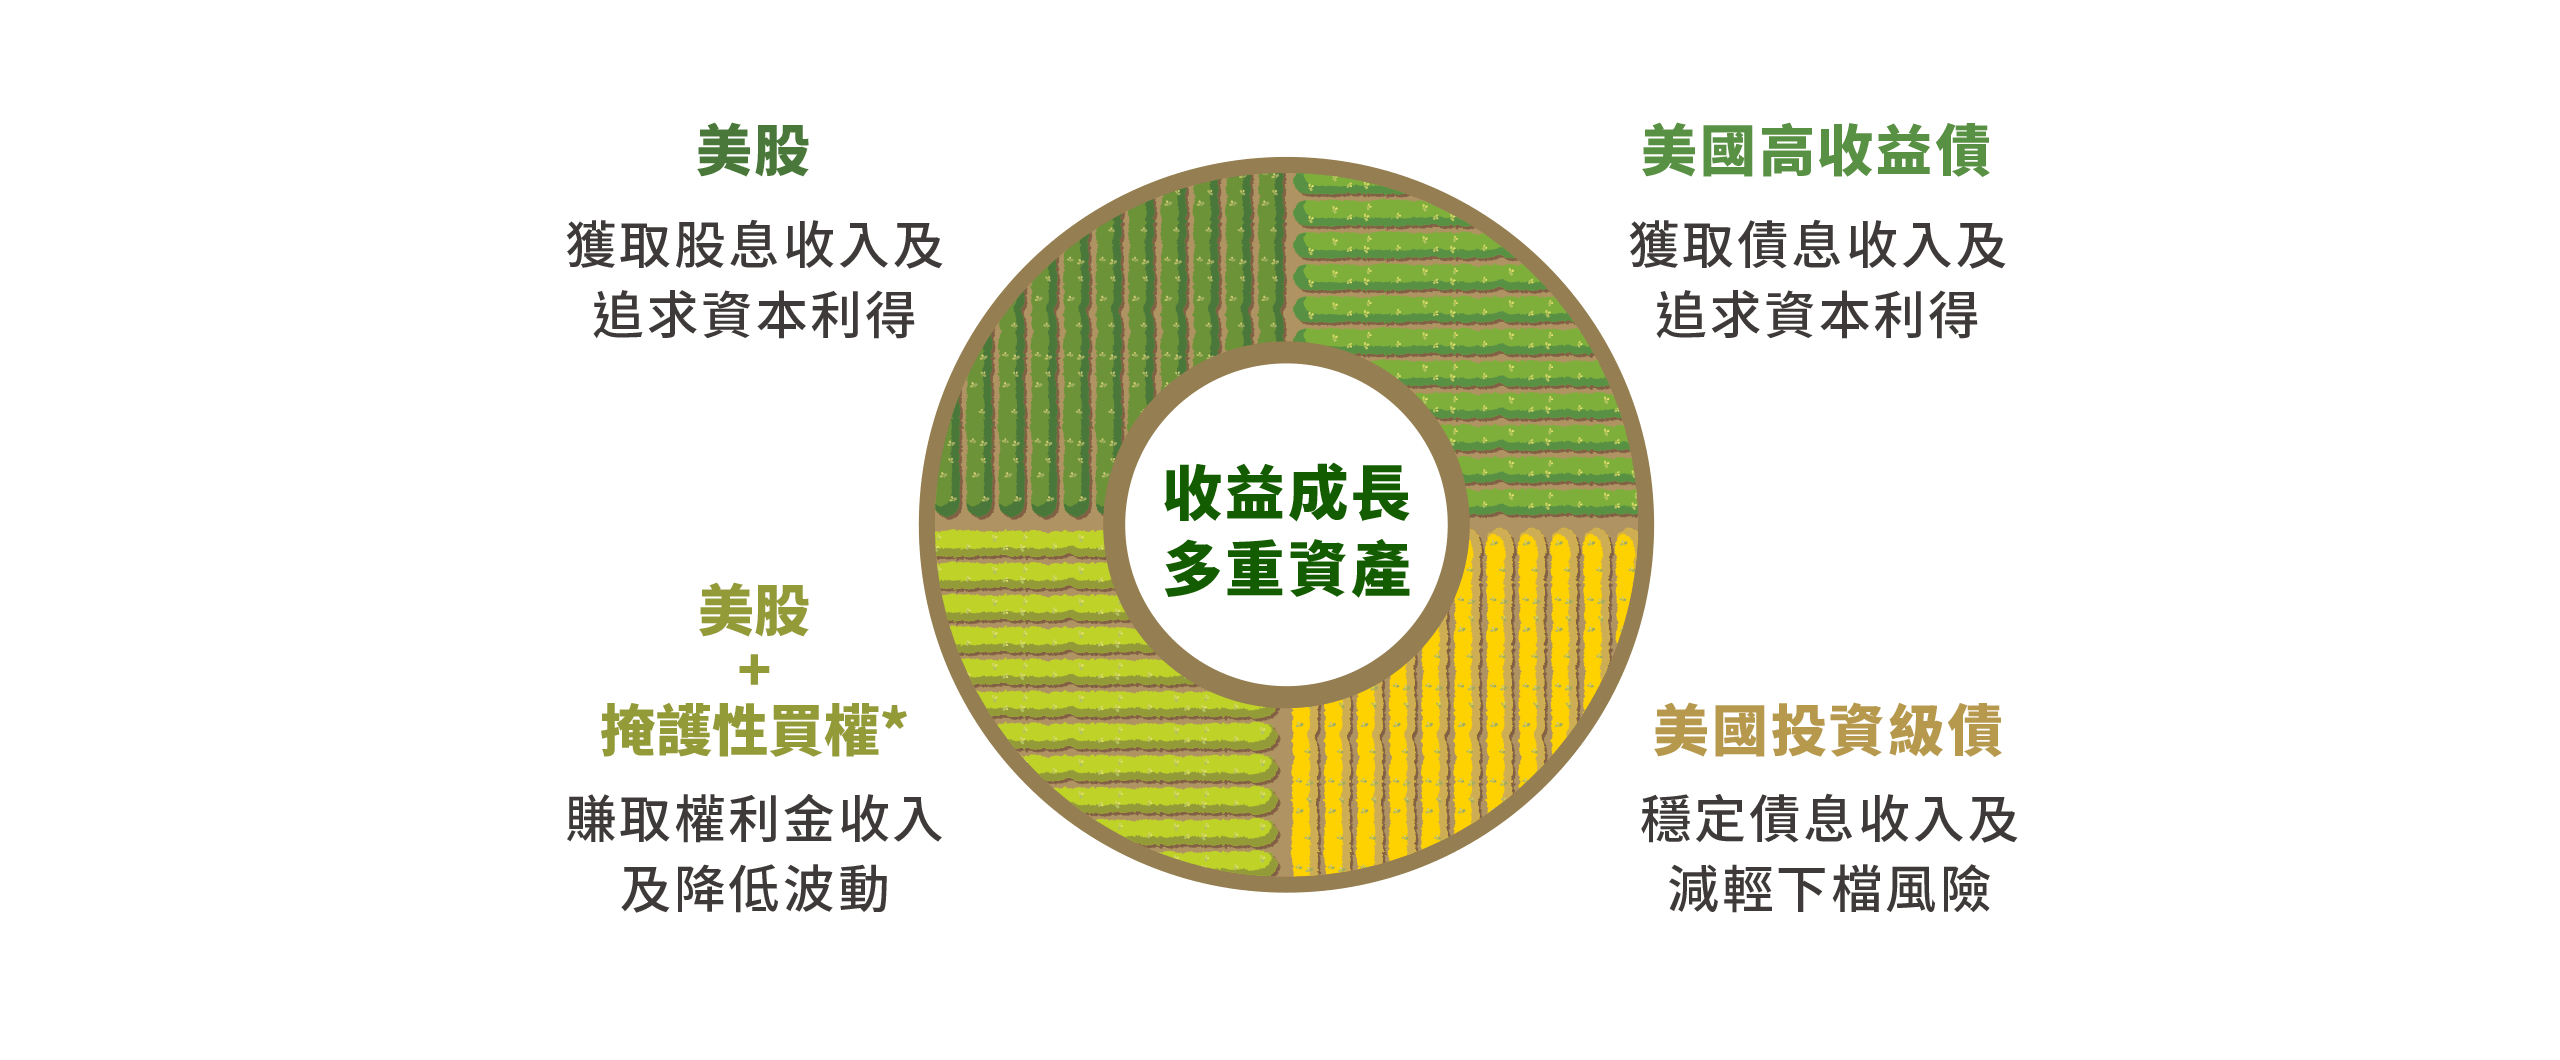 美股
獲取股息收入及
追求資本利得
美國高收益債
獲取債息收入及
追求資本利得
收益成長
多重資產
美股
+
掩護性買權*
賺取權利金收入
及降低波動
美國投資級債
穩定債息收入及
減輕下檔風險